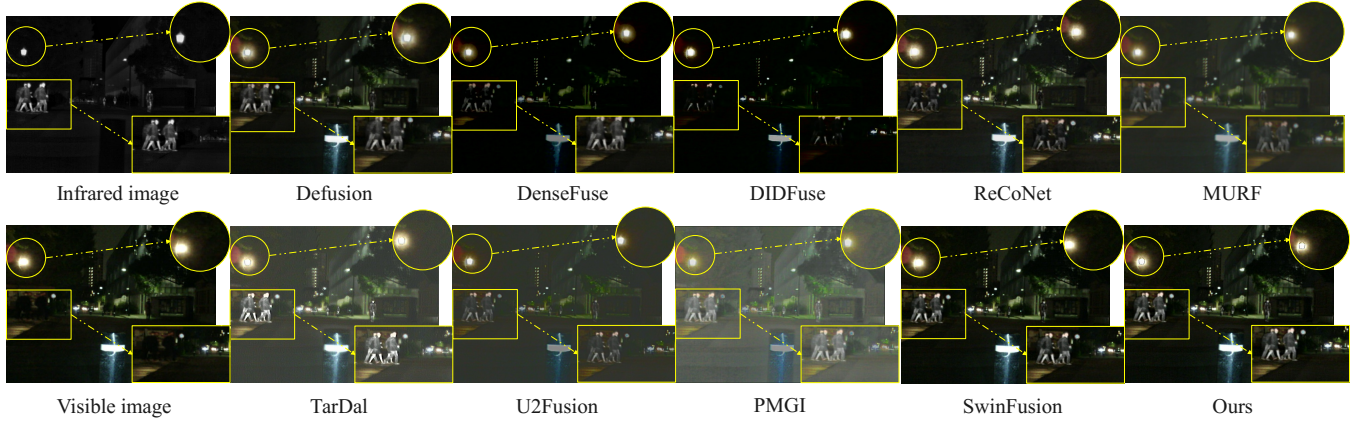 Infrared image Defusion DenseFuse DIDFuse ReCoNet MURF
Visible image TarDal U2Fusion PMGI SwinFusion Ours